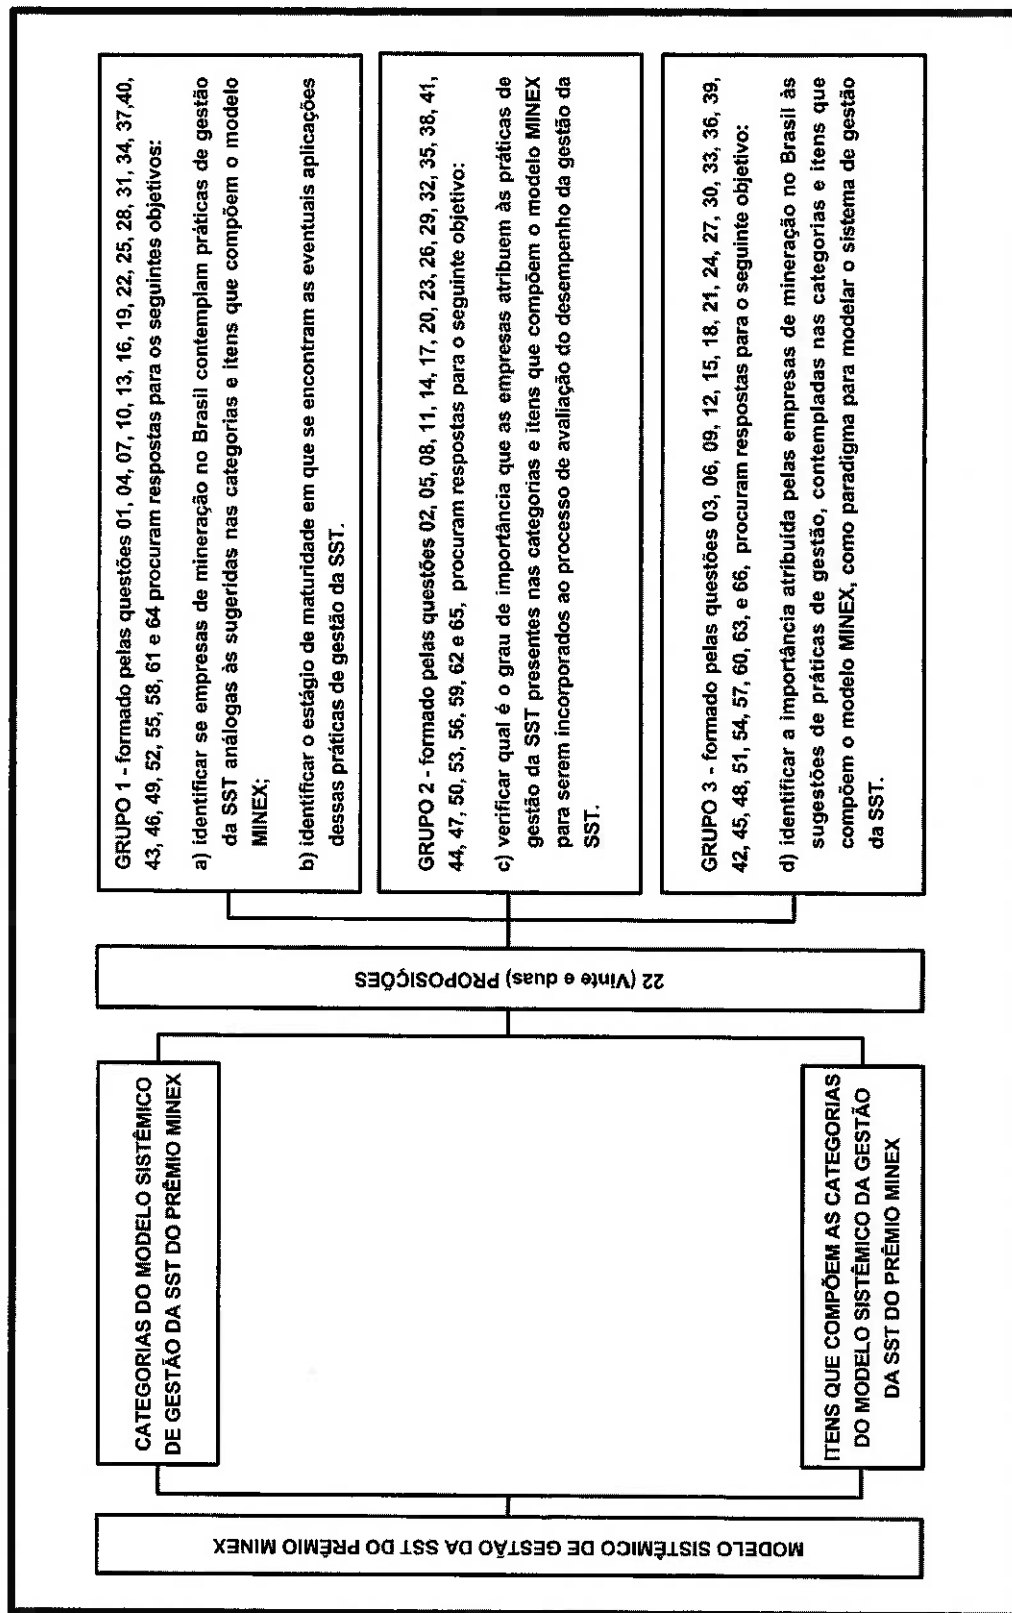 MODELO SISTÊMICO DE GESTÃO DA SST DO PRÊMIO MINEX
CATEGORIAS DO MODELO SISTÊMICO
DE GESTÃO DA SST DO PRÊMIO MINEX
ITENS QUE COMPÕEM AS CATEGORIAS
DO MODELO SISTÊMICO DA GESTÃO
DA SST DO PRÊMIO MINEX
22 (Vinte e duas) PROPOSIÇÕES
GRUPO 1 - formado pelas questões 01, 04, 07, 10, 13, 16, 19, 22, 25, 28, 31, 34, 37,40,
43, 46, 49, 52, 55, 58, 61 e 64 procuram respostas para os seguintes objetivos:
a) identificar se empresas de mineração no Brasil contemplam práticas de gestão
da SST análogas às sugeridas nas categorias e itens que compõem o modelo
MINEX;
b) identificar o estágio de maturidade em que se encontram as eventuais aplicações
dessas práticas de gestão da SST.
GRUPO 2 - formado pelas questões 02, 05, 08, 11, 14, 17, 20, 23, 26, 29, 32, 35, 38, 41,
44, 47, 50, 53, 56, 59, 62 e 65, procuram respostas para o seguinte objetivo:
c) verificar qual é o grau de importância que as empresas atribuem às práticas de
gestão da SST presentes nas categorias e itens que compõem o modelo MINEX
para serem incorporados ao processo de avaliação do desempenho da gestão da
SST.
GRUPO 3 - formado pelas questões 03, 06, 09, 12, 15, 18, 21, 24, 27, 30, 33, 36, 39,
42, 45, 48, 51, 54, 57, 60, 63, e 66, procuram respostas para o seguinte objetivo:
d) identificar a importância atribuída pelas empresas de mineração no Brasil às
sugestões de práticas de gestão, contempladas nas categorias e itens que
compõem o modelo MINEX, como paradigma para modelar o sistema de gestão
da SST.